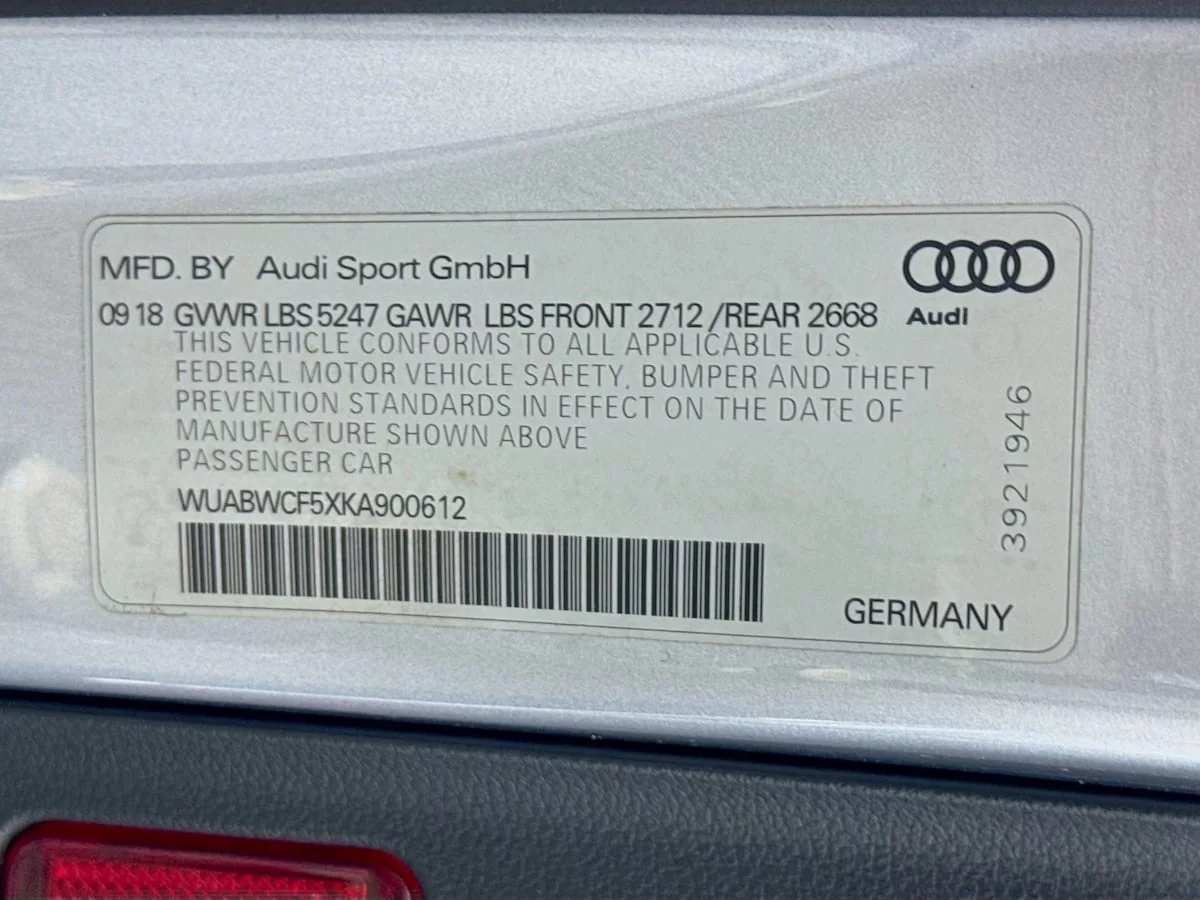 MFD. BY Audi Sport GmbH
09 18 GVWR LBS 5247 GAWR LBS FRONT 2712 /REAR 2668
Audi
THIS VEHICLE CONFORMS TO ALL APPLICABLE U.S.
FEDERAL MOTOR VEHICLE SAFETY, BUMPER AND THEFT
PREVENTION STANDARDS IN EFFECT ON THE DATE OF
MANUFACTURE SHOWN ABOVE
PASSENGER CAR
WUABWCF5XKA900612
3921946
GERMANY